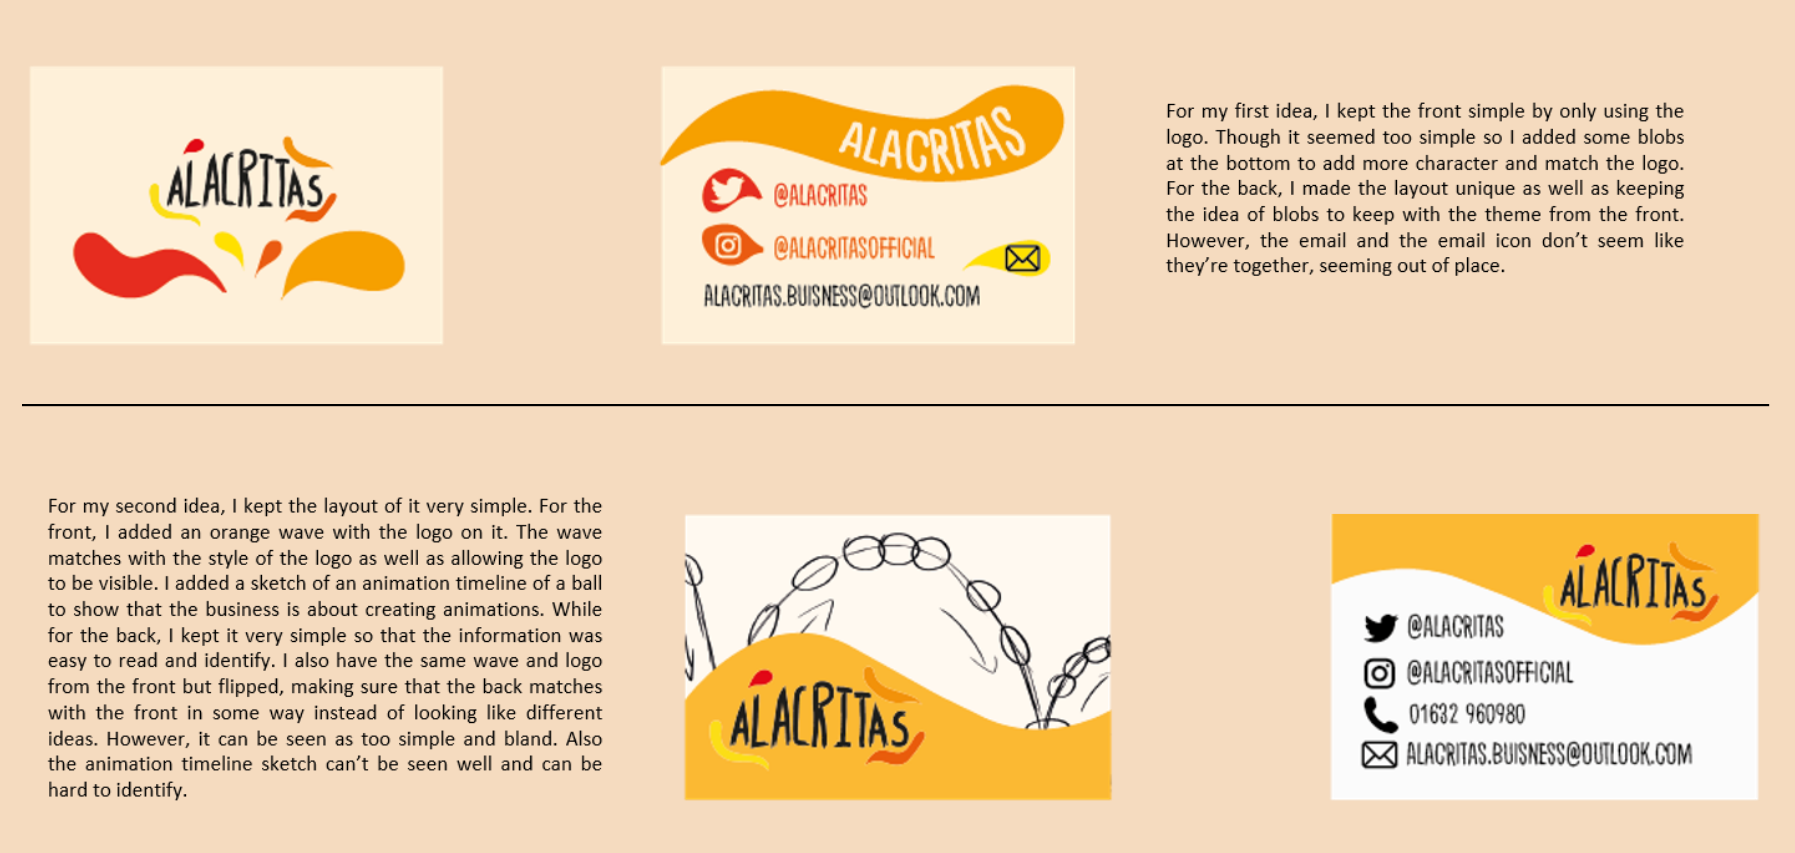 ALACRITAS
ALACRITAS
@ALACRITAS
@ALACRITASOFFICIAL
ALACRITAS.BUISNESS@OUTLOOK.COM
For my first idea, I kept the front simple by only using the
logo. Though it seemed too simple so I added some blobs
at the bottom to add more character and match the logo.
For the back, I made the layout unique as well as keeping
the idea of blobs to keep with the theme from the front.
However, the email and the email icon don’t seem like
they’re together, seeming out of place.
For my second idea, I kept the layout of it very simple. For the
front, I added an orange wave with the logo on it. The wave
matches with the style of the logo as well as allowing the logo
to be visible. I added a sketch of an animation timeline of a ball
to show that the business is about creating animations. While
for the back, I kept it very simple so that the information was
easy to read and identify. I also have the same wave and logo
from the front but flipped, making sure that the back matches
with the front in some way instead of looking like different
ideas. However, it can be seen as too simple and bland. Also
the animation timeline sketch can’t be seen well and can be
hard to identify.
ALACRITAS
ALACRITAS
@ALACRITAS
@ALACRITASOFFICIAL
01632 960980
ALACRITAS.BUISNESS@OUTLOOK.COM